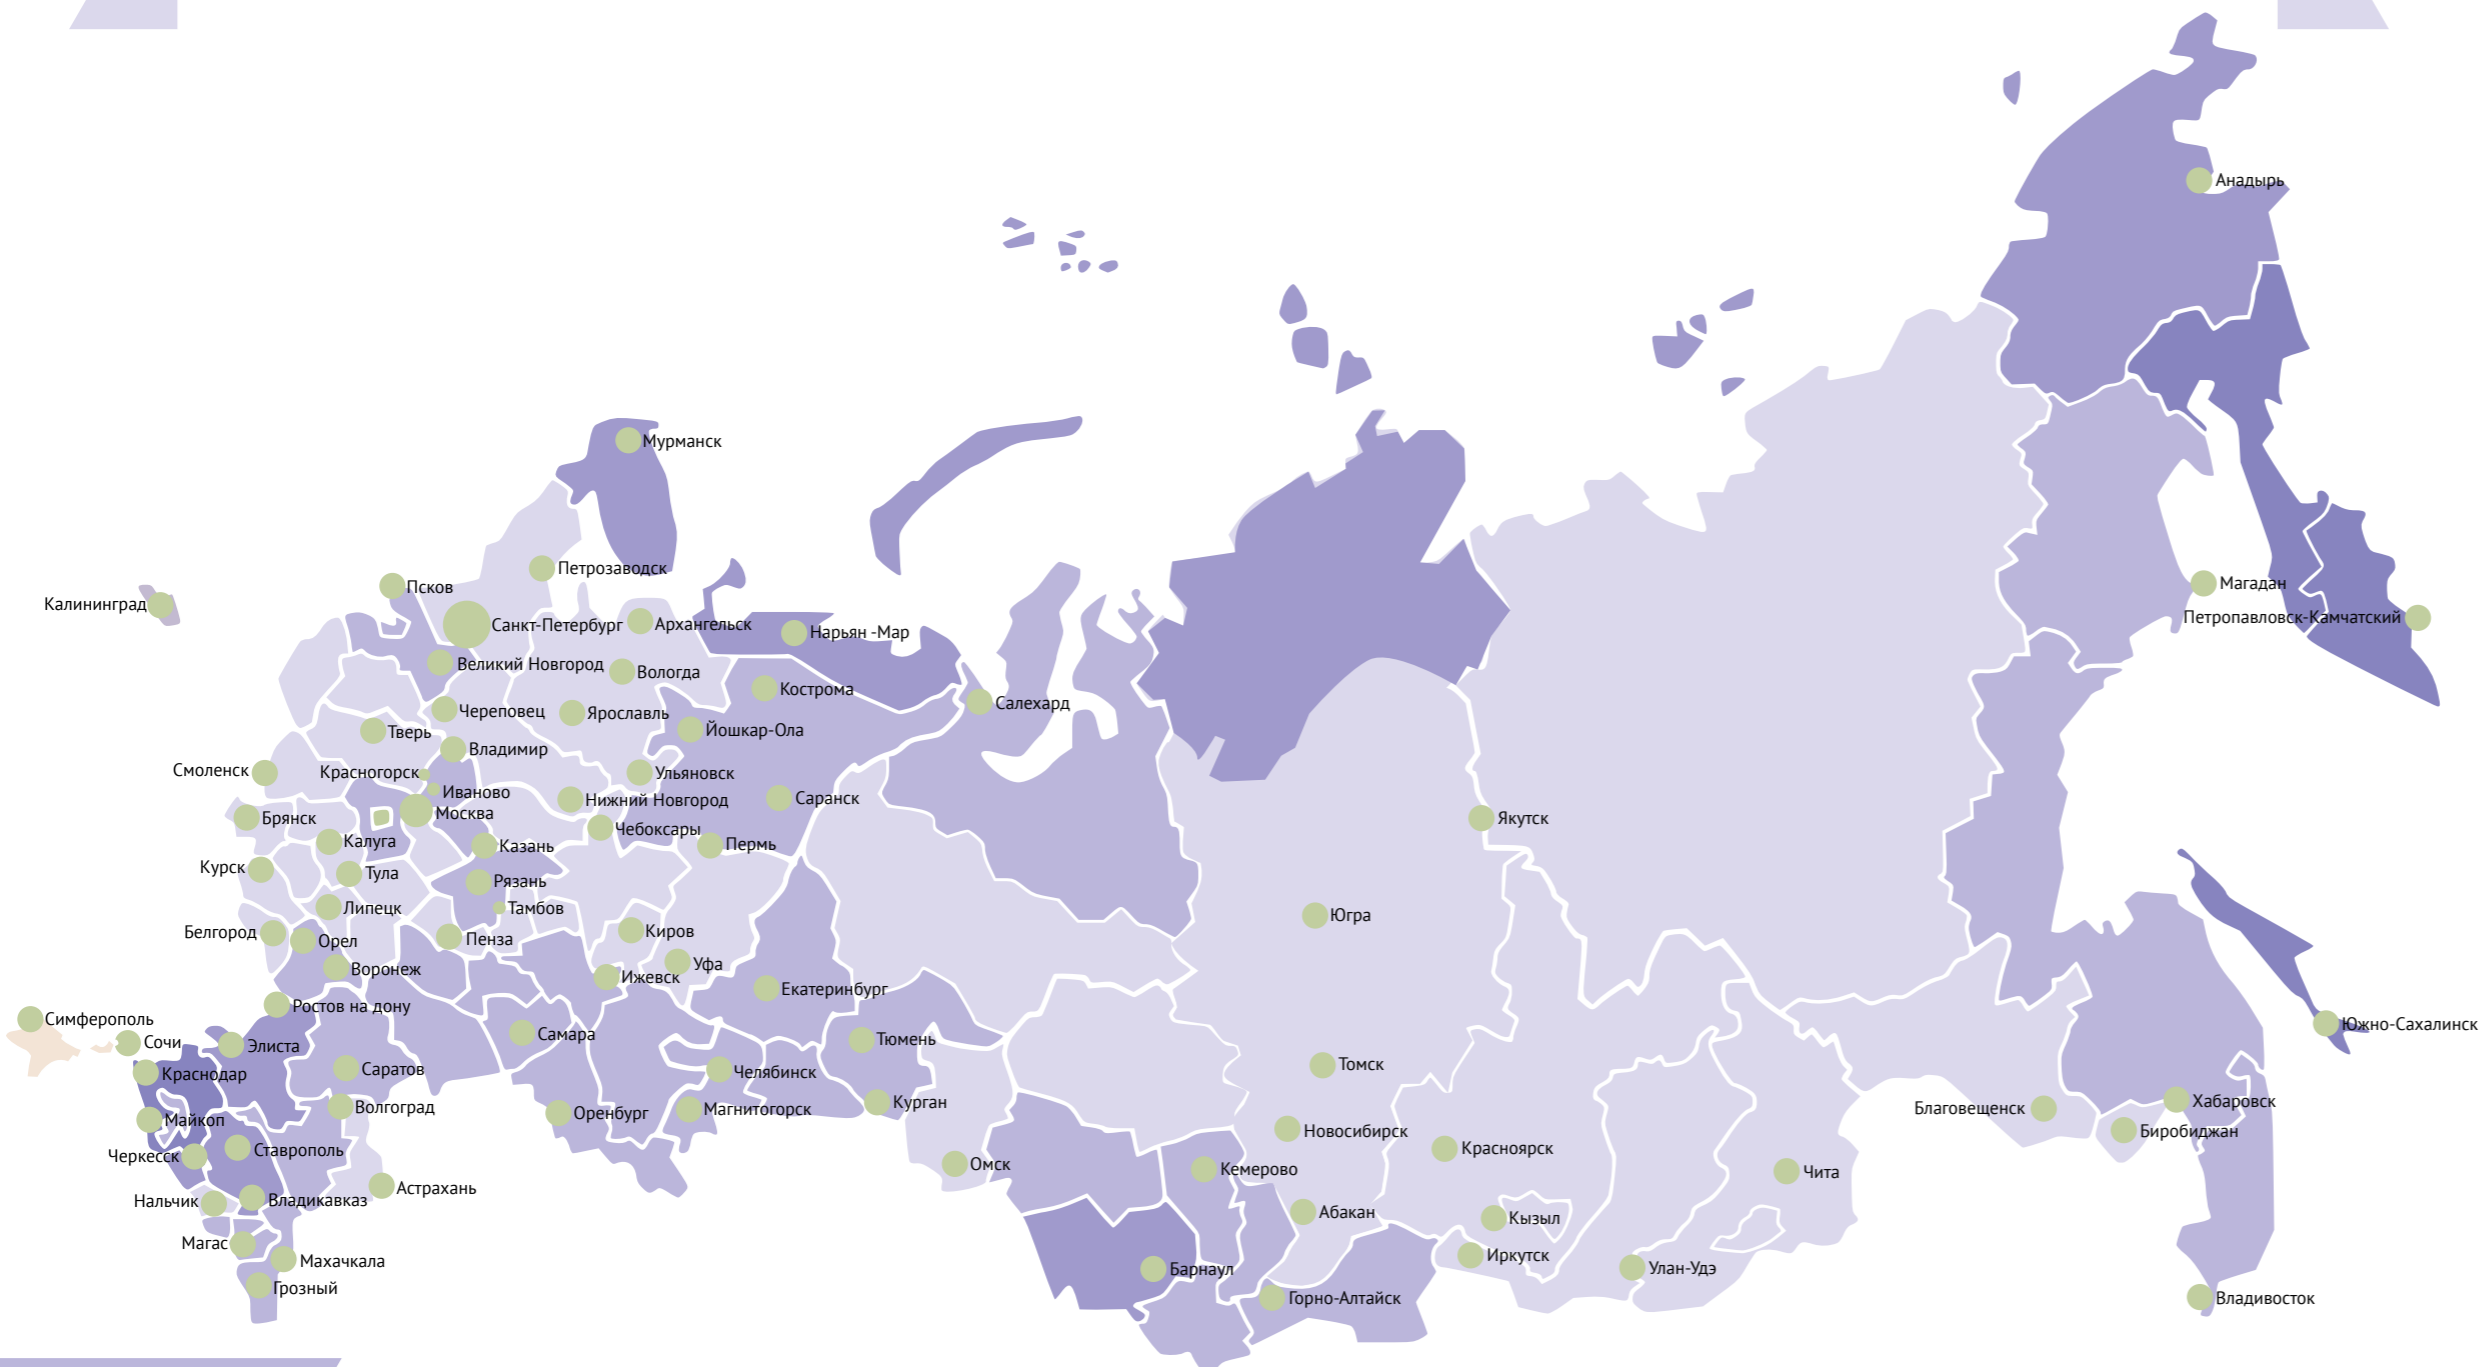 Анадырь
Мурманск
Петрозаводск
Магадан
Псков
Калининград
Петропавловск-Камчатский
Санкт-Петербург
Архангельск
Нарьян -Мар
Великий Новгород
Вологда
Кострома
Салехард
Череповец
Ярославль
Йошкар-Ола
Тверь
Владимир
Смоленск
Красногорск
Ульяновск
Иваново
Нижний Новгород
Саранск
Москва
Брянск
Якутск
Чебоксары
Калуга
Казань
Пермь
Курск
Тула
Рязань
Липецк
Тамбов
Югра
Белгород
Орел
Пенза
Киров
Воронеж
Ижевск
Уфа
Екатеринбург
Ростов на дону
Симферополь
Южно-Сахалинск
Сочи
Элиста
Самара
Тюмень
Томск
Краснодар
Саратов
Челябинск
Курган
Хабаровск
Волгоград
Оренбург
Магнитогорск
Благовещенск
Майкоп
Новосибирск
Биробиджан
Черкесск
Ставрополь
Красноярск
Омск
Кемерово
Чита
Астрахань
Нальчик
Владикавказ
Абакан
Кызыл
Магас
Иркутск
Махачкала
Барнаул
Улан-Удэ
Грозный
Горно-Алтайск
Владивосток